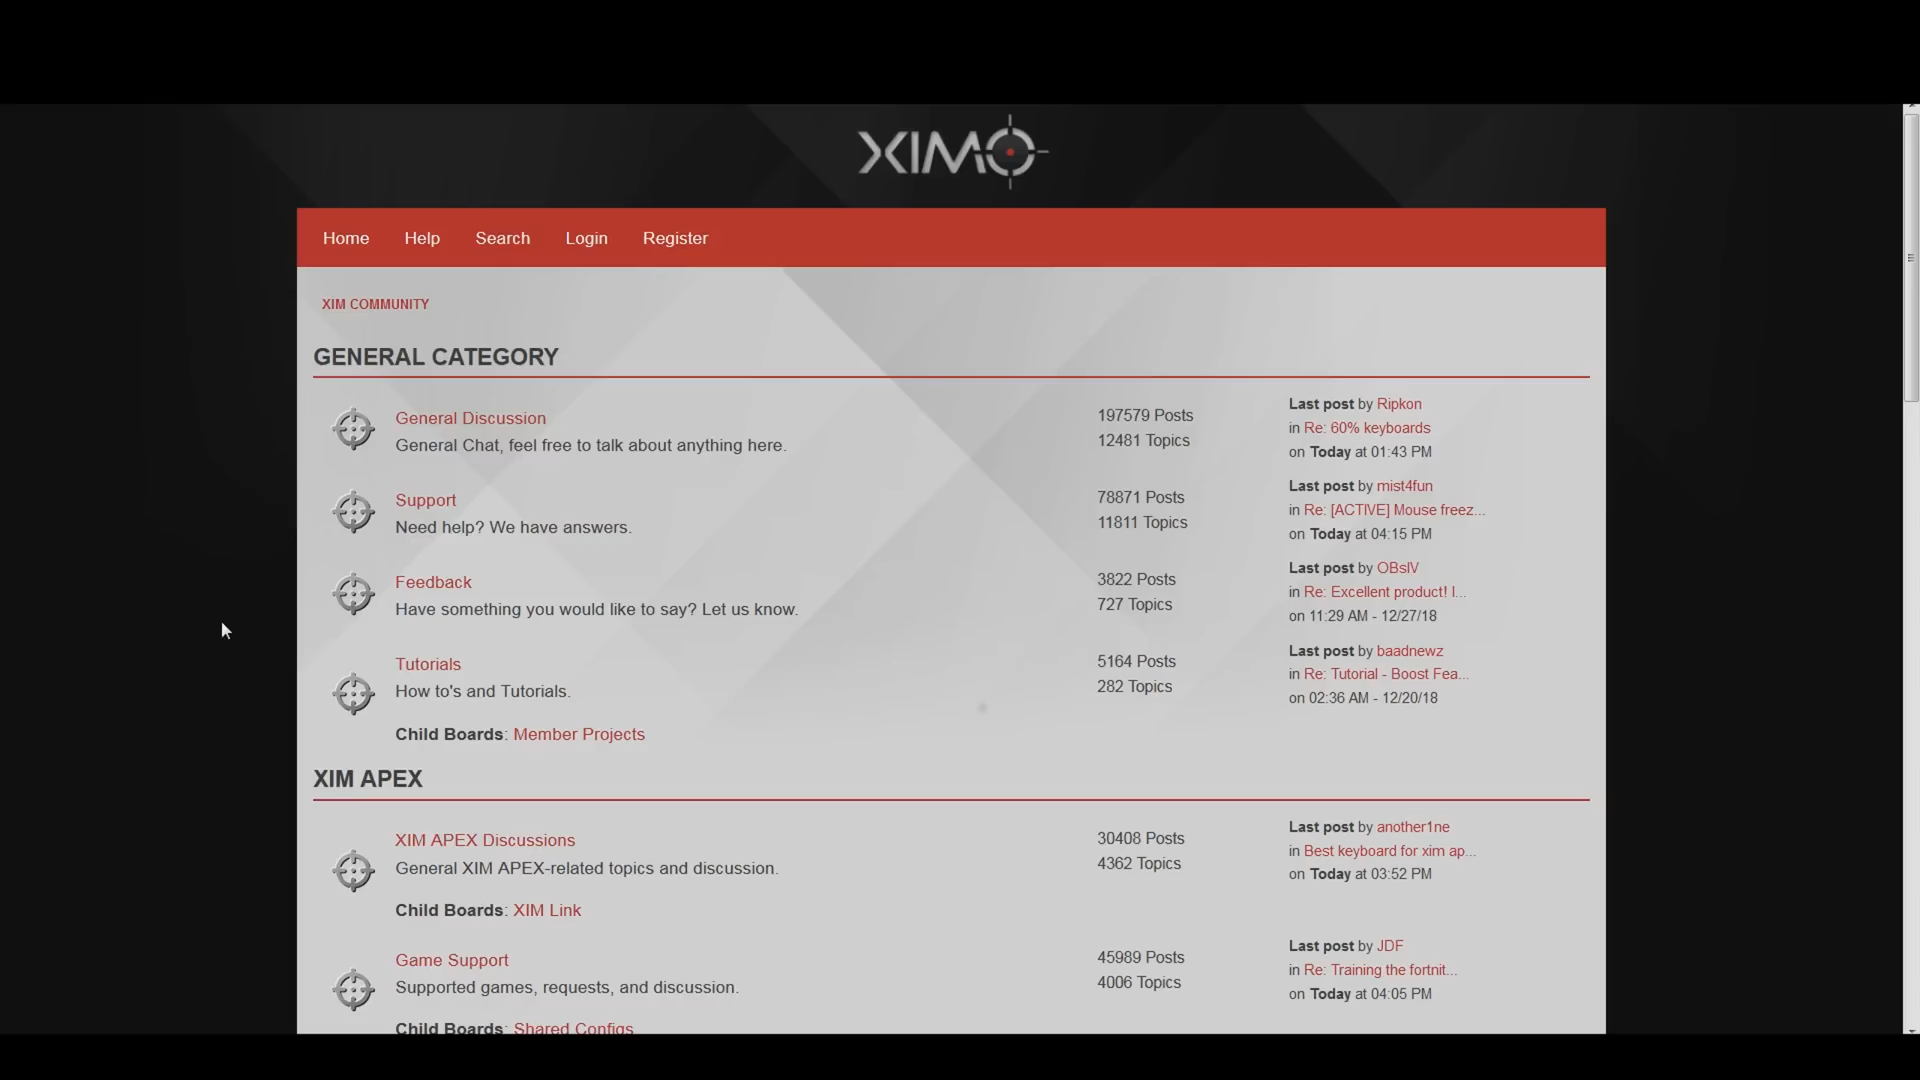 XIM
Home Help Search Login Register
XIM COMMUNITY
GENERAL CATEGORY
General Discussion
General Chat, feel free to talk about anything here.
197579 Posts
12481 Topics
Last post by Ripkon
in Re: 60% keyboards
on Today at 01:43 PM
Support
Need help? We have answers.
78871 Posts
11811 Topics
Last post by mist4fun
in Re: [ACTIVE] Mouse freez...
on Today at 04:15 PM
Feedback
Have something you would like to say? Let us know.
3822 Posts
727 Topics
Last post by OBsIV
in Re: Excellent product! I...
on 11:29 AM - 12/27/18
Tutorials
How to's and Tutorials.
Child Boards: Member Projects
5164 Posts
282 Topics
Last post by baadnewz
in Re: Tutorial - Boost Fea...
on 02:36 AM - 12/20/18
XIM APEX
XIM APEX Discussions
General XIM APEX-related topics and discussion.
Child Boards: XIM Link
30408 Posts
4362 Topics
Last post by another1ne
in Best keyboard for xim ap...
on Today at 03:52 PM
Game Support
Supported games, requests, and discussion.
Child Boards: Shared Configs
45989 Posts
4006 Topics
Last post by JDF
in Re: Training the fortnit...
on Today at 04:05 PM